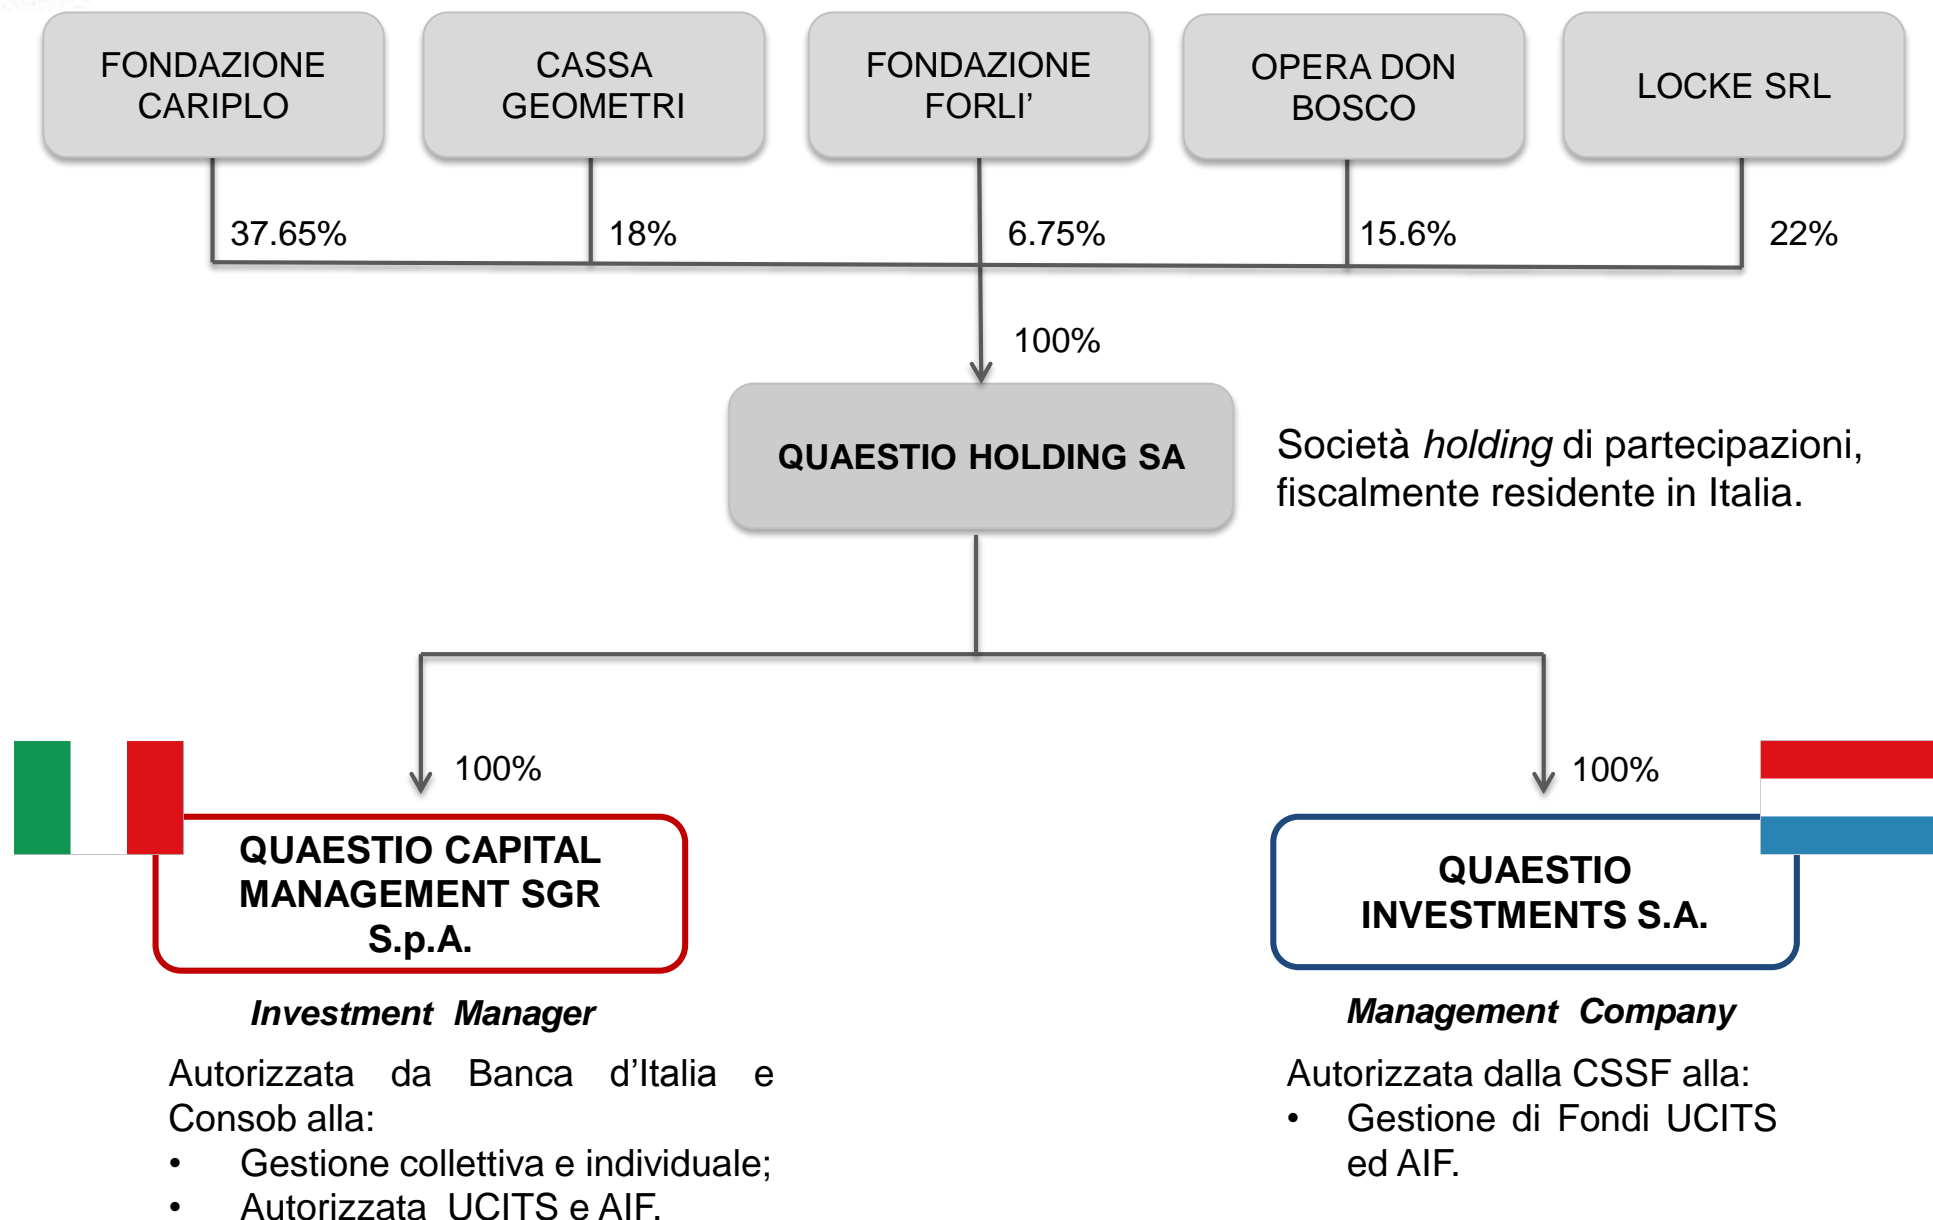 FONDAZIONE
CARIPLO
CASSA
GEOMETRI
FONDAZIONE
FORLI’
OPERA DON
BOSCO
LOCKE SRL
37.65%
18%
6.75%
15.6%
22%
100%
QUAESTIO HOLDING SA
Società holding di partecipazioni,
fiscalmente residente in Italia.
100%
100%
QUAESTIO CAPITAL
MANAGEMENT SGR
S.p.A.
QUAESTIO
INVESTMENTS S.A.
Investment Manager
Autorizzata da Banca d’Italia e
Consob alla:
• Gestione collettiva e individuale;
• Autorizzata UCITS e AIF.
Management Company
Autorizzata dalla CSSF alla:
• Gestione di Fondi UCITS
ed AIF.